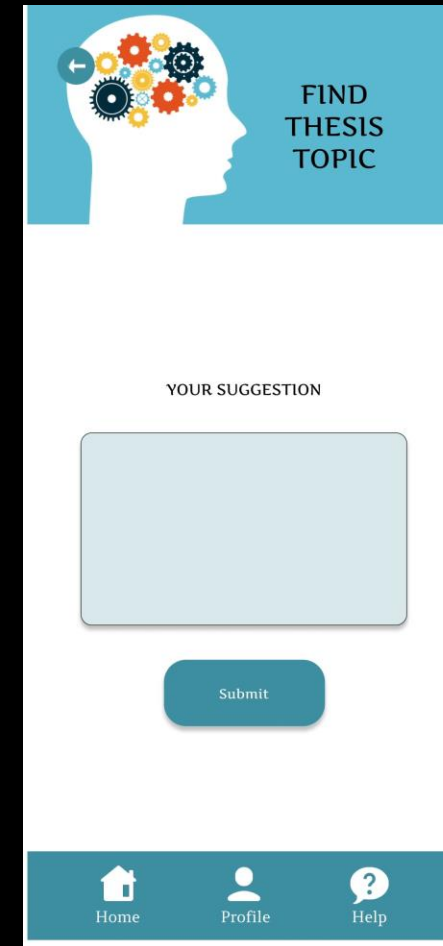 FIND
THESIS
TOPIC
YOUR SUGGESTION
Submit
Home
Profile
?
Help